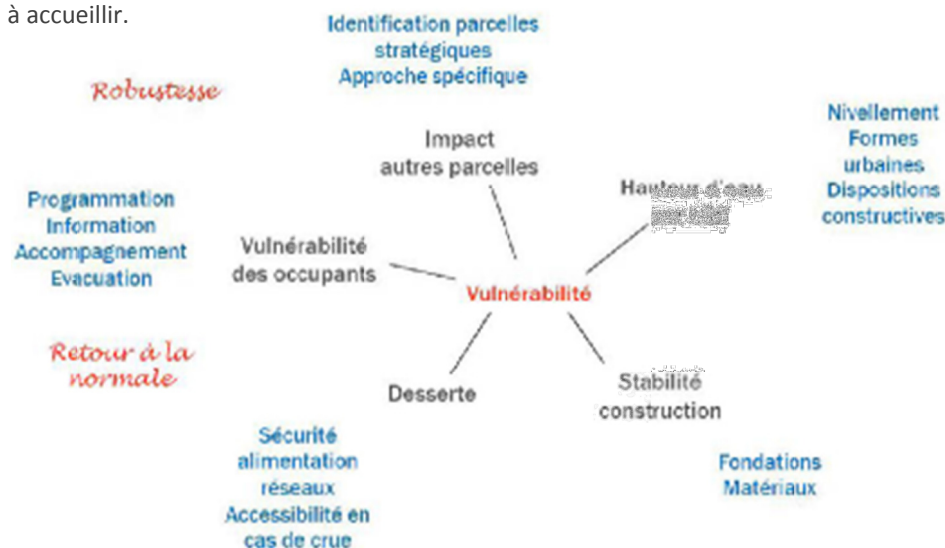 à accueillir.
Identification parcelles
stratégiques
Approche spécifique
Robustesse
Impact
autres parcelles
Nivellement
Formes
urbaines
Dispositions
constructives
Hauteur d'eau
Programmation
Information
Accompagnement
Evacuation
Vulnérabilité
des occupants
Vulnérabilité
Retour à la
normale
Desserte
Stabilité
construction
Sécurité
alimentation
réseaux
Accessibilité en
cas de crue
Fondations
Matériaux